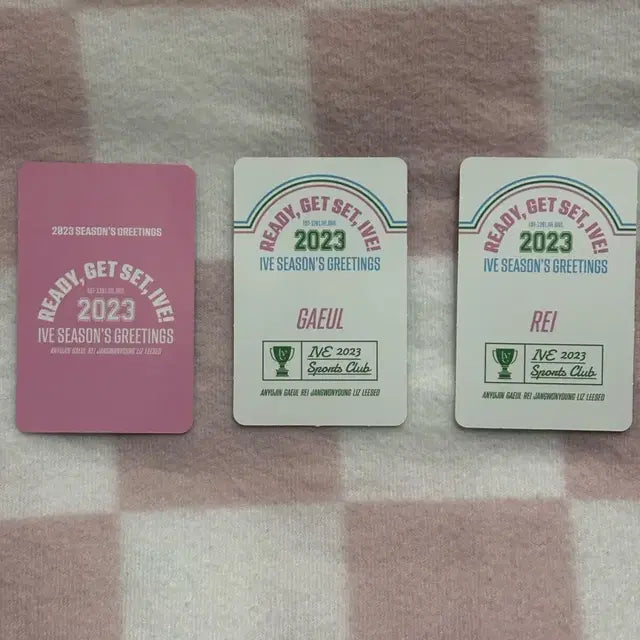 2023 SEASON'S GREETINGS
READY, GET SET, IVE!
2023
IVE SEASON'S GREETINGS
ANYUJIN GAEUL REI JANGWONYOUNG LIZ LEESEO
READY, GET SET, IVE!
2023
IVE SEASON'S GREETINGS
GAEUL
IVE 2023
Sports Club
ANYUJIN GAEUL REI JANGWONYOUNG LIZ LEESEO
READY, GET SET, IVE!
2023
IVE SEASON'S GREETINGS
REI
IVE 2023
Sports Club
ANYUJIN GAEUL REI JANGWONYOUNG LIZ LEESEO